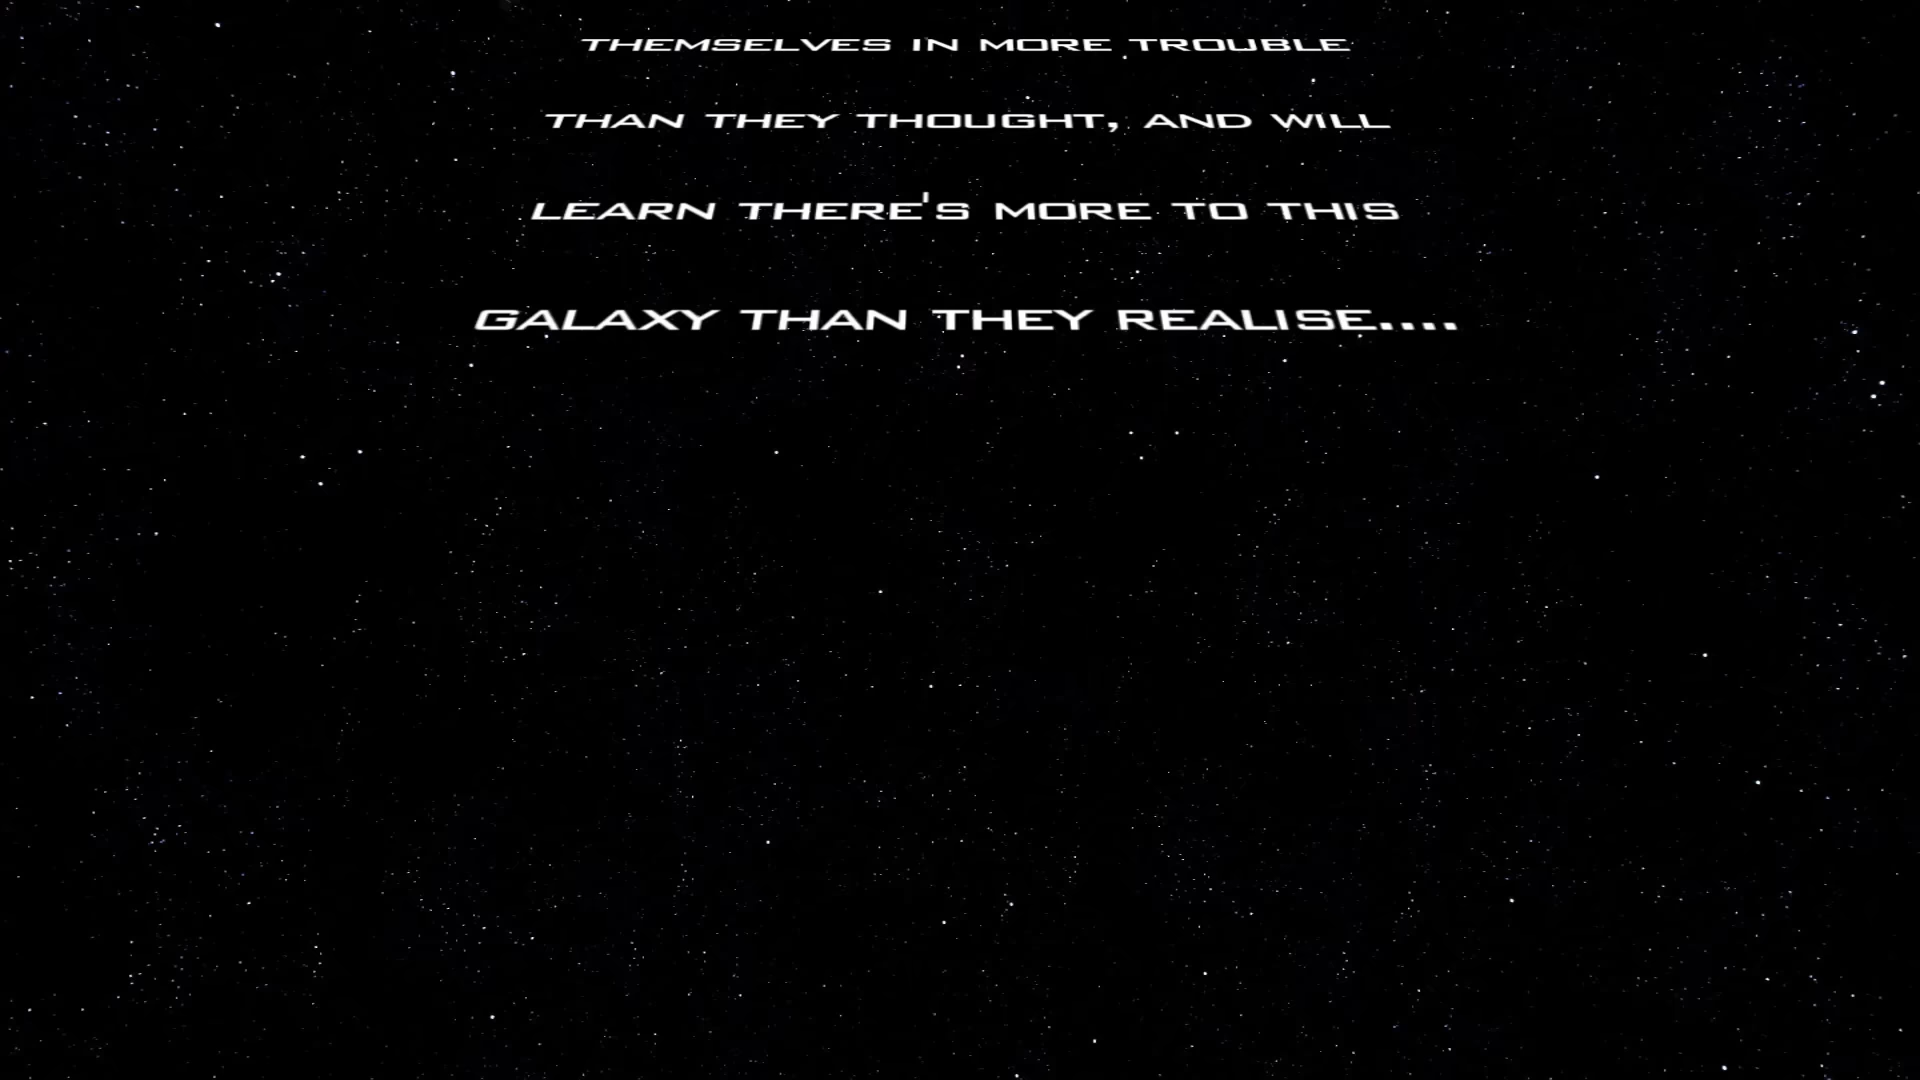 THEMSELVES IN MORE TROUBLE
THAN THEY THOUGHT, AND WILL
LEARN THERE'S MORE TO THIS
GALAXY THAN THEY REALISE....